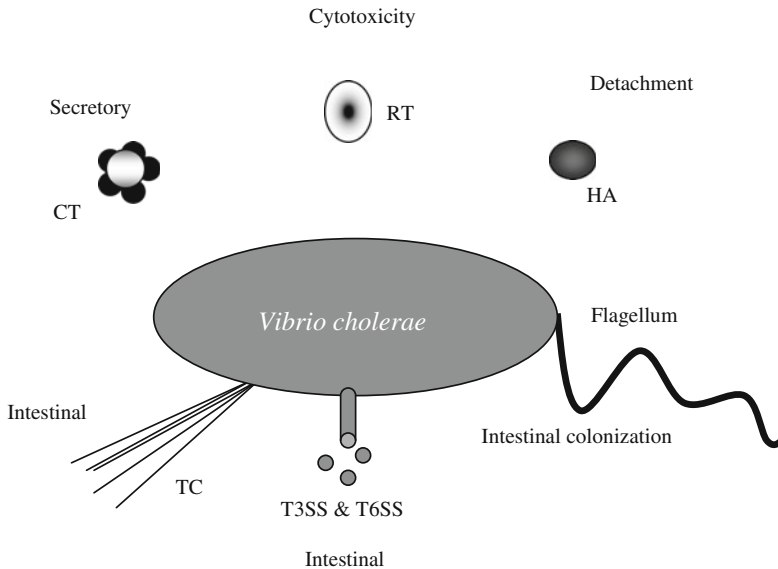 Cytotoxicity
Detachment
Secretory
RT
HA
CT
Vibrio cholerae
Flagellum
Intestinal
Intestinal colonization
TC
T3SS & T6SS
Intestinal